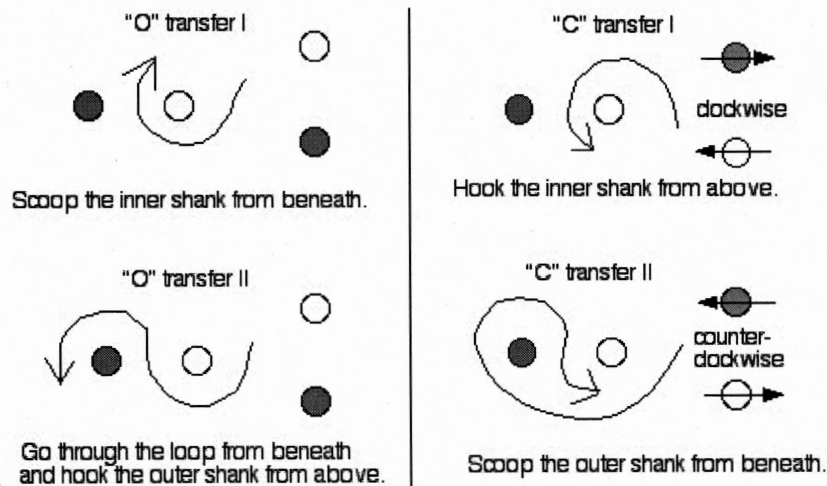 "O" transfer I
Scoop the inner shank from beneath.
"C" transfer I
clockwise
Hook the inner shank from above.
"O" transfer II
Go through the loop from beneath
and hook the outer shank from above.
"C" transfer II
counter-
clockwise
Scoop the outer shank from beneath.